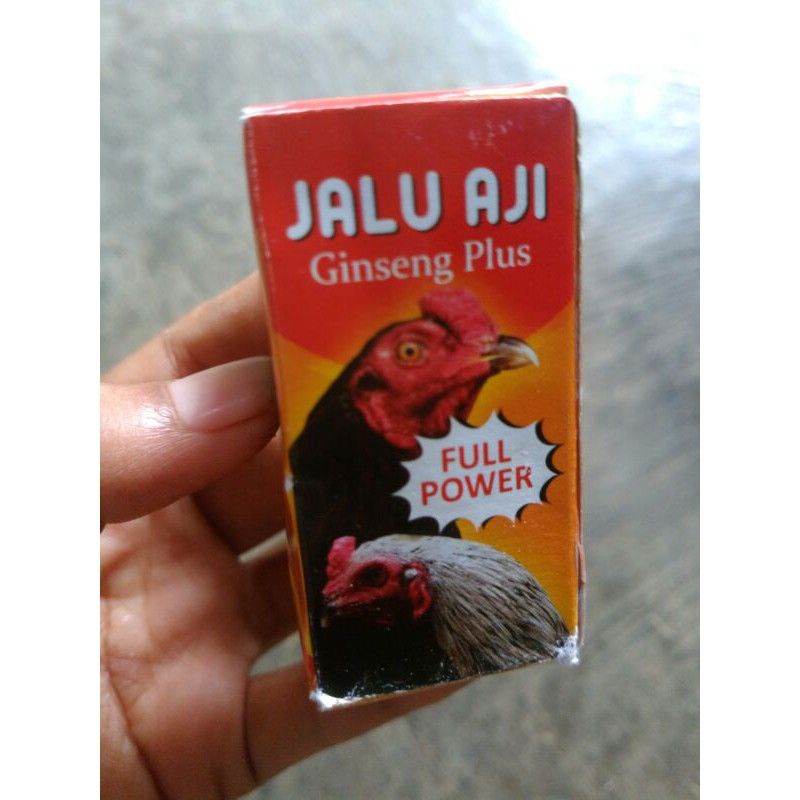 JALU AJI
Ginseng Plus
FULL
POWER